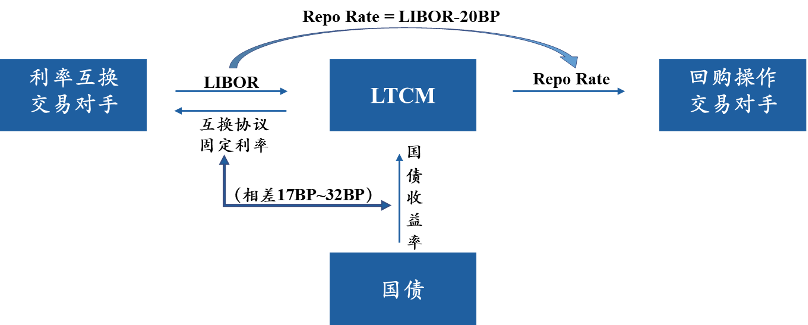 Repo Rate = LIBOR-20BP
利率互换
交易对手
LIBOR
互换协议
固定利率
LTCM
Repo Rate
回购操作
交易对手
(相差17BP~32BP)
国
债
收
益
率
国债